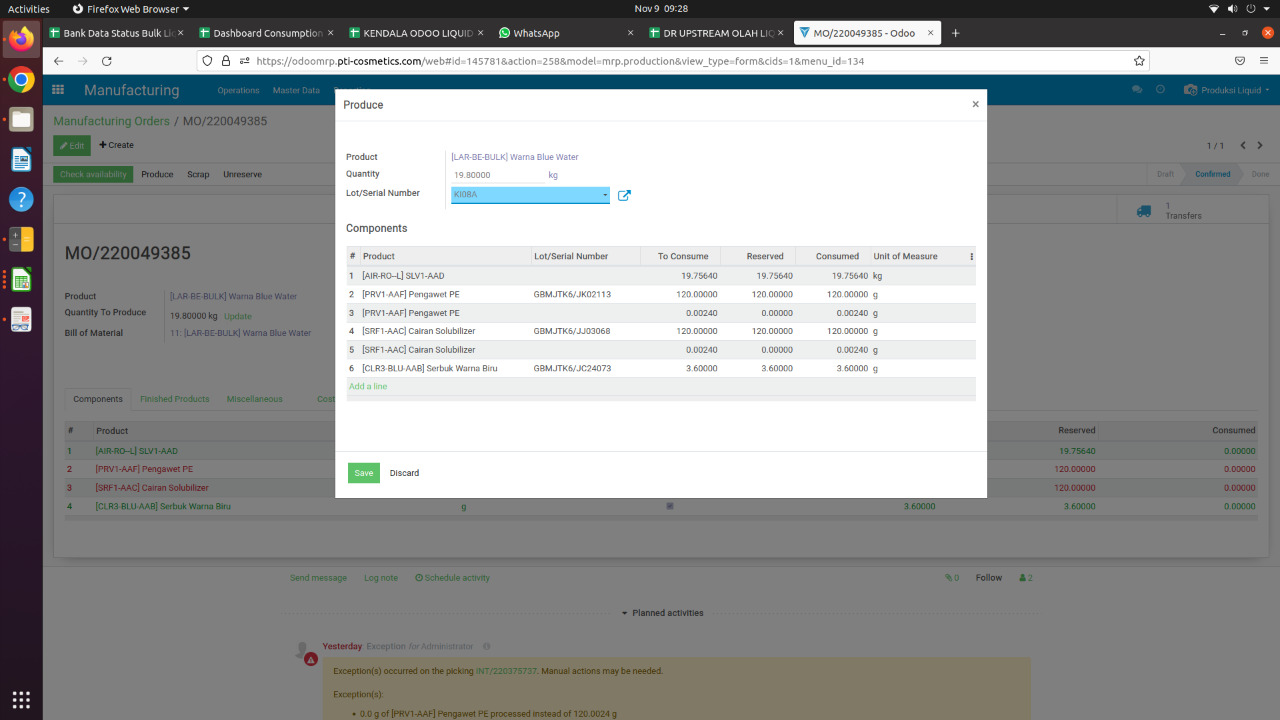 Activities Firefox Web Browser Nov 9 09:28
Bank Data Status Bulk Li Dashboard Consumption KENDALA ODOO LIQUID WhatsApp DR UPSTREAM OLAH LIQ MO/220049385 - Odoo
https://odoomrp.pti-cosmetics.com/web#id=145781&action=258&model=mrp.production&view_type=form&cids=1&menu_id=134
Manufacturing Operations Master Data Produksi Liquid
Manufacturing Orders / MO/220049385
Edit Create 1 / 1
Check availability Produce Scrap Unreserve Draft Confirmed Done
1 Transfers
MO/220049385
Product [LAR-BE-BULK] Warna Blue Water
Quantity To Produce 19.80000 kg Update
Bill of Material 11: [LAR-BE-BULK] Warna Blue Water
Components Finished Products Miscellaneous Cost
# Product Reserved Consumed
1 [AIR-RO--L] SLV1-AAD 19.75640 0.00000
2 [PRV1-AAF] Pengawet PE 120.00000 0.00000
3 [SRF1-AAC] Cairan Solubilizer 120.00000 0.00000
4 [CLR3-BLU-AAB] Serbuk Warna Biru g 3.60000 3.60000 0.00000
Produce ×
Product [LAR-BE-BULK] Warna Blue Water
Quantity 19.80000 kg
Lot/Serial Number KI08A
Components
# Product Lot/Serial Number To Consume Reserved Consumed Unit of Measure
1 [AIR-RO--L] SLV1-AAD 19.75640 19.75640 19.75640 kg
2 [PRV1-AAF] Pengawet PE GBMJTK6/JK02113 120.00000 120.00000 120.00000 g
3 [PRV1-AAF] Pengawet PE 0.00240 0.00000 0.00240 g
4 [SRF1-AAC] Cairan Solubilizer GBMJTK6/JJ03068 120.00000 120.00000 120.00000 g
5 [SRF1-AAC] Cairan Solubilizer 0.00240 0.00000 0.00240 g
6 [CLR3-BLU-AAB] Serbuk Warna Biru GBMJTK6/JC24073 3.60000 3.60000 3.60000 g
Add a line
Save Discard
Send message Log note Schedule activity 0 Follow 2
Planned activities
Yesterday Exception for Administrator
Exception(s) occurred on the picking INT/220375737. Manual actions may be needed.
Exception(s):
• 0.0 g of [PRV1-AAF] Pengawet PE processed instead of 120.0024 g